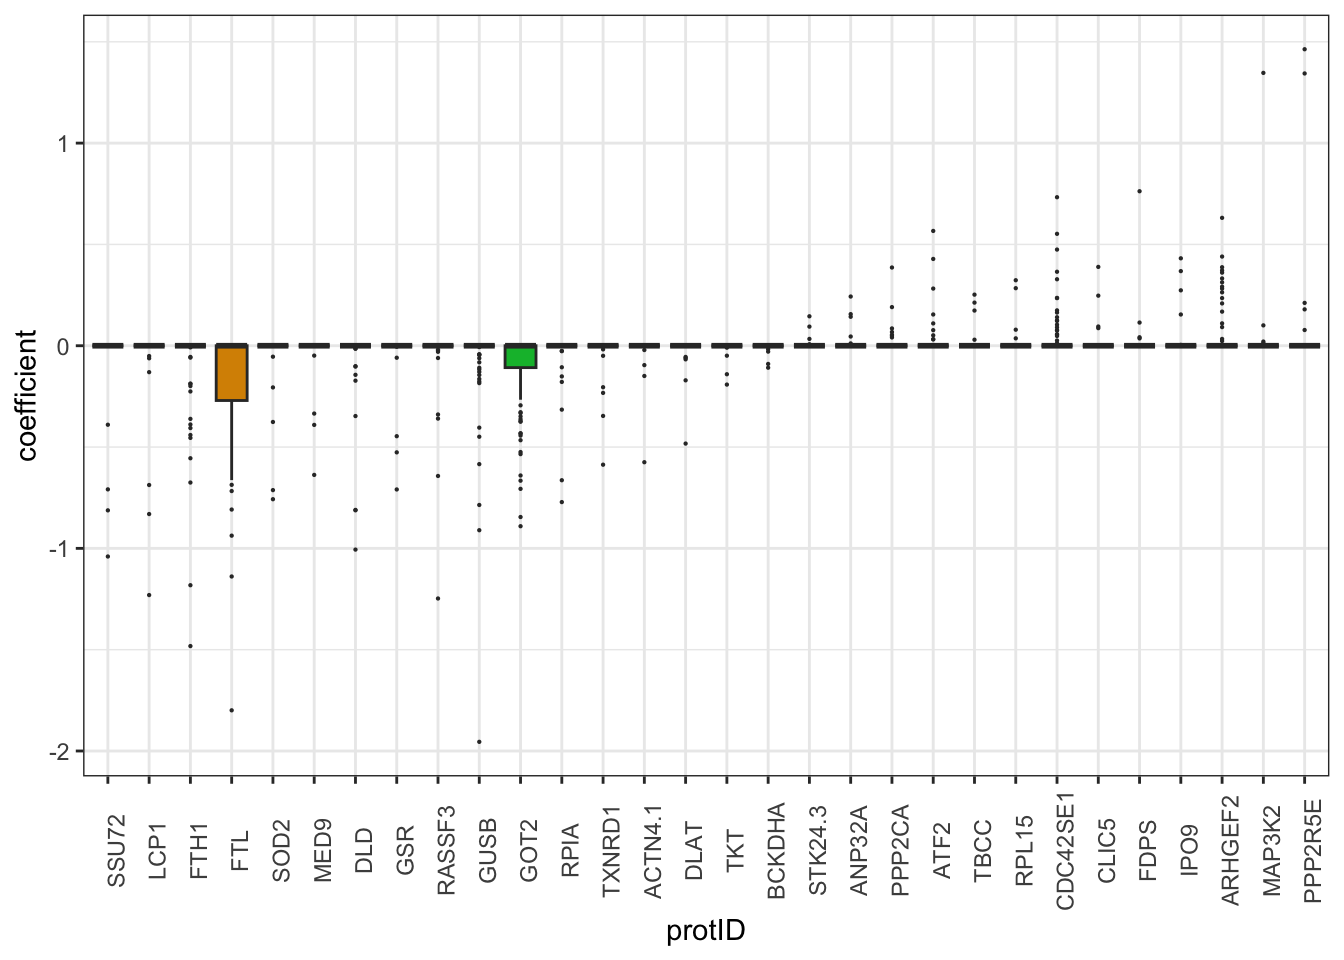 coefficient
1
0
-1
-2
SSU72
LCP1
FTH1
FTL
SOD2
MED9
DLD
GSR
RASSF3
GUSB
GOT2
RPIA
TXNRD1
ACTN4.1
DLAT
TKT
BCKDHA
STK24.3
ANP32A
PPP2CA
ATF2
TBCC
RPL15
CDC42SE1
CLIC5
FDPS
IPO9
ARHGEF2
MAP3K2
PPP2R5E
protID